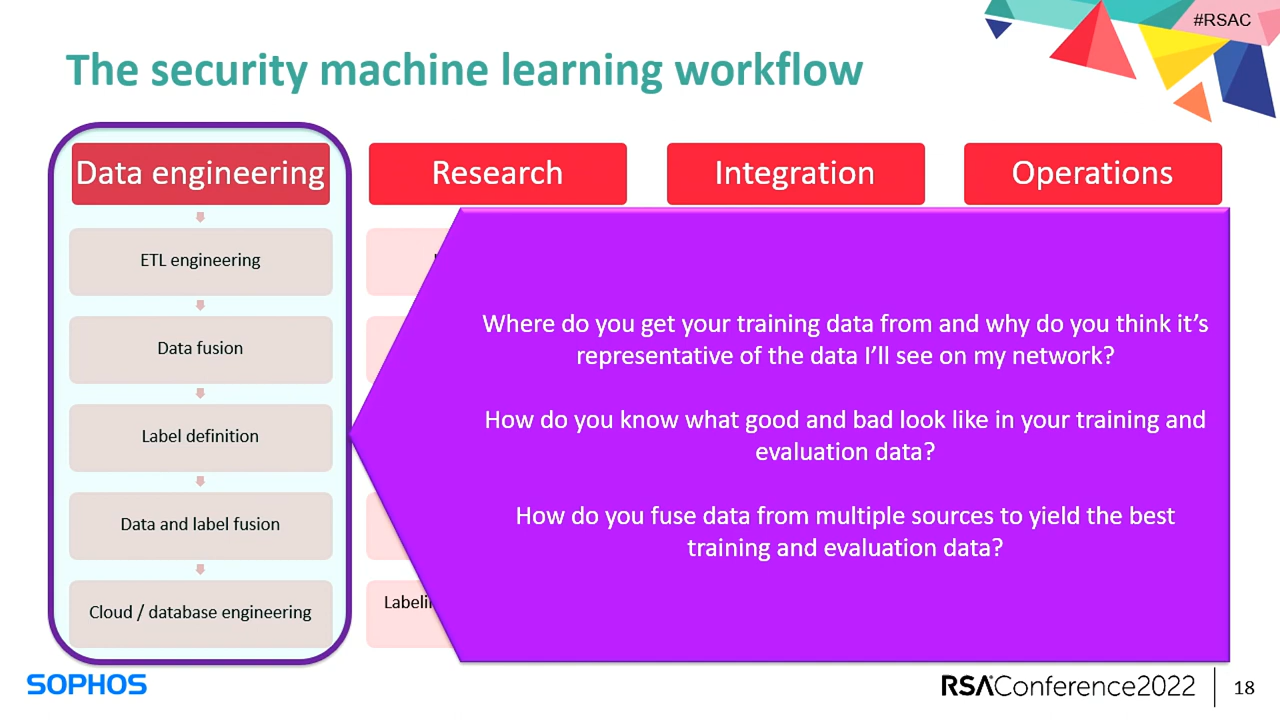 #RSAC
The security machine learning workflow
Data engineering
Research
Integration
Operations
ETL engineering
Data fusion
Label definition
Data and label fusion
Cloud / database engineering
Where do you get your training data from and why do you think it’s
representative of the data I’ll see on my network?
How do you know what good and bad look like in your training and
evaluation data?
How do you fuse data from multiple sources to yield the best
training and evaluation data?
SOPHOS
RSAConference2022
18